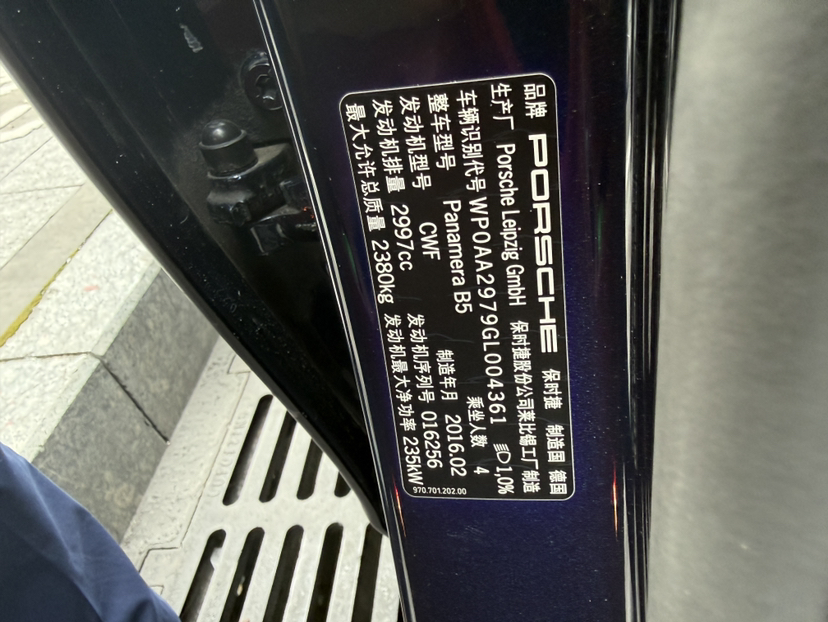 品牌 PORSCHE 保时捷 制造国 德国
生产厂 Porsche Leipzig GmbH 保时捷股份公司莱比锡工厂制造
车辆识别代号 WP0AA2979GL004361 1,0%
整车型号 Panamera B5 乘坐人数 4
发动机型号 CWF 制造年月 2016.02
发动机排量 2997cc 发动机序列号 016256
最大允许总质量 2380kg 发动机最大净功率 235kW
970.701.202.00